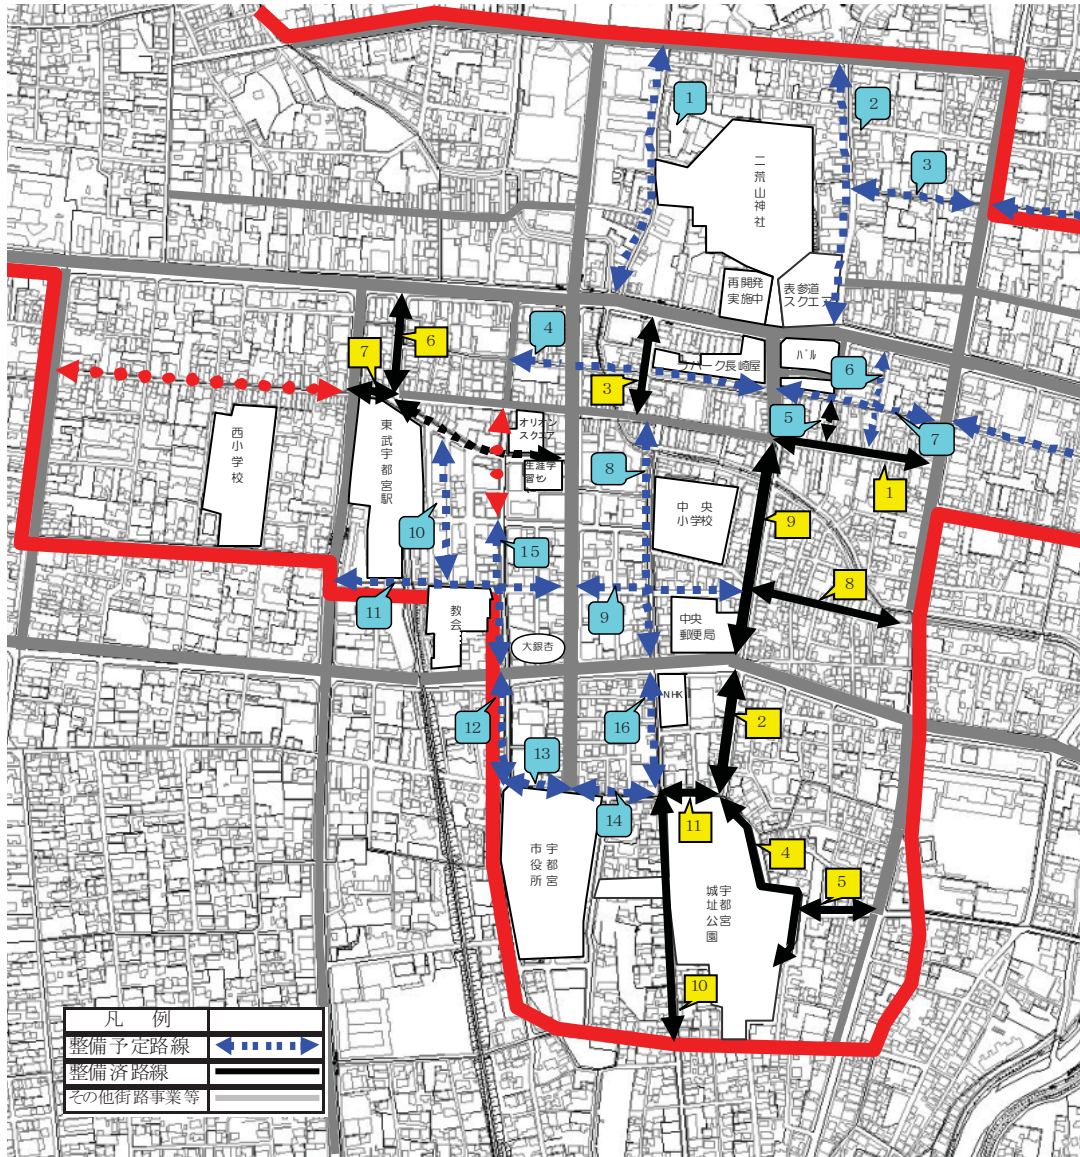 1
2
二荒山神社
3
再開発
実施中
表参道
スクエア
4
6
7
3
ラパーク長崎屋
パル
6
5
7
1
西小学校
東武宇都宮駅
オリオン
スクエア
生涯学
習セン
8
中央
小学校
9
10
15
11
教会
9
中央
郵便局
8
大銀杏
12
NHK
16
2
13
14
11
4
宇都宮
市役所
宇都宮
城址公園
5
10
凡例
整備予定路線
整備済路線
その他街路事業等